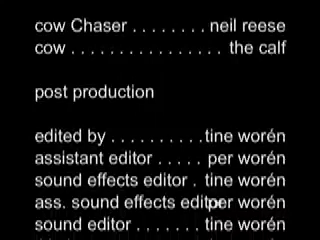 cow Chaser . . . . . . . . neil reese
cow . . . . . . . . . . . . . . . . the calf
post production
edited by . . . . . . . . . . tine worén
assistant editor . . . . . per worén
sound effects editor . tine worén
ass. sound effects editor per worén
sound editor . . . . . . . tine worén